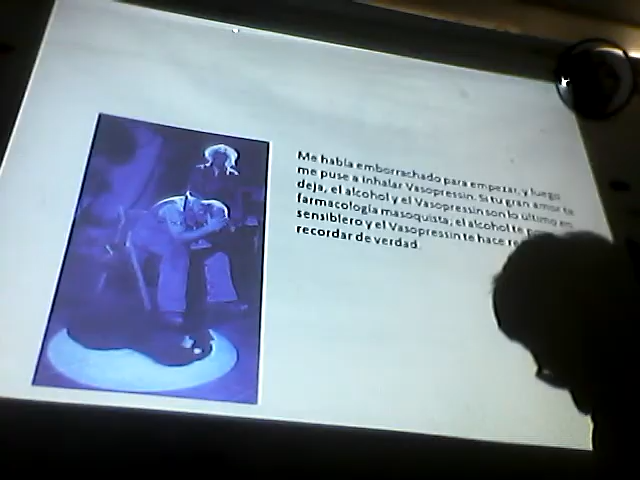 Me había emborrachado para empezar, y luego
me puse a inhalar Vasopressin. Si tu gran amor te
deja, el alcohol y el Vasopressin son lo último en
farmacología masoquista; el alcohol te
sensiblero y el Vasopressin te hace
recordar de verdad.